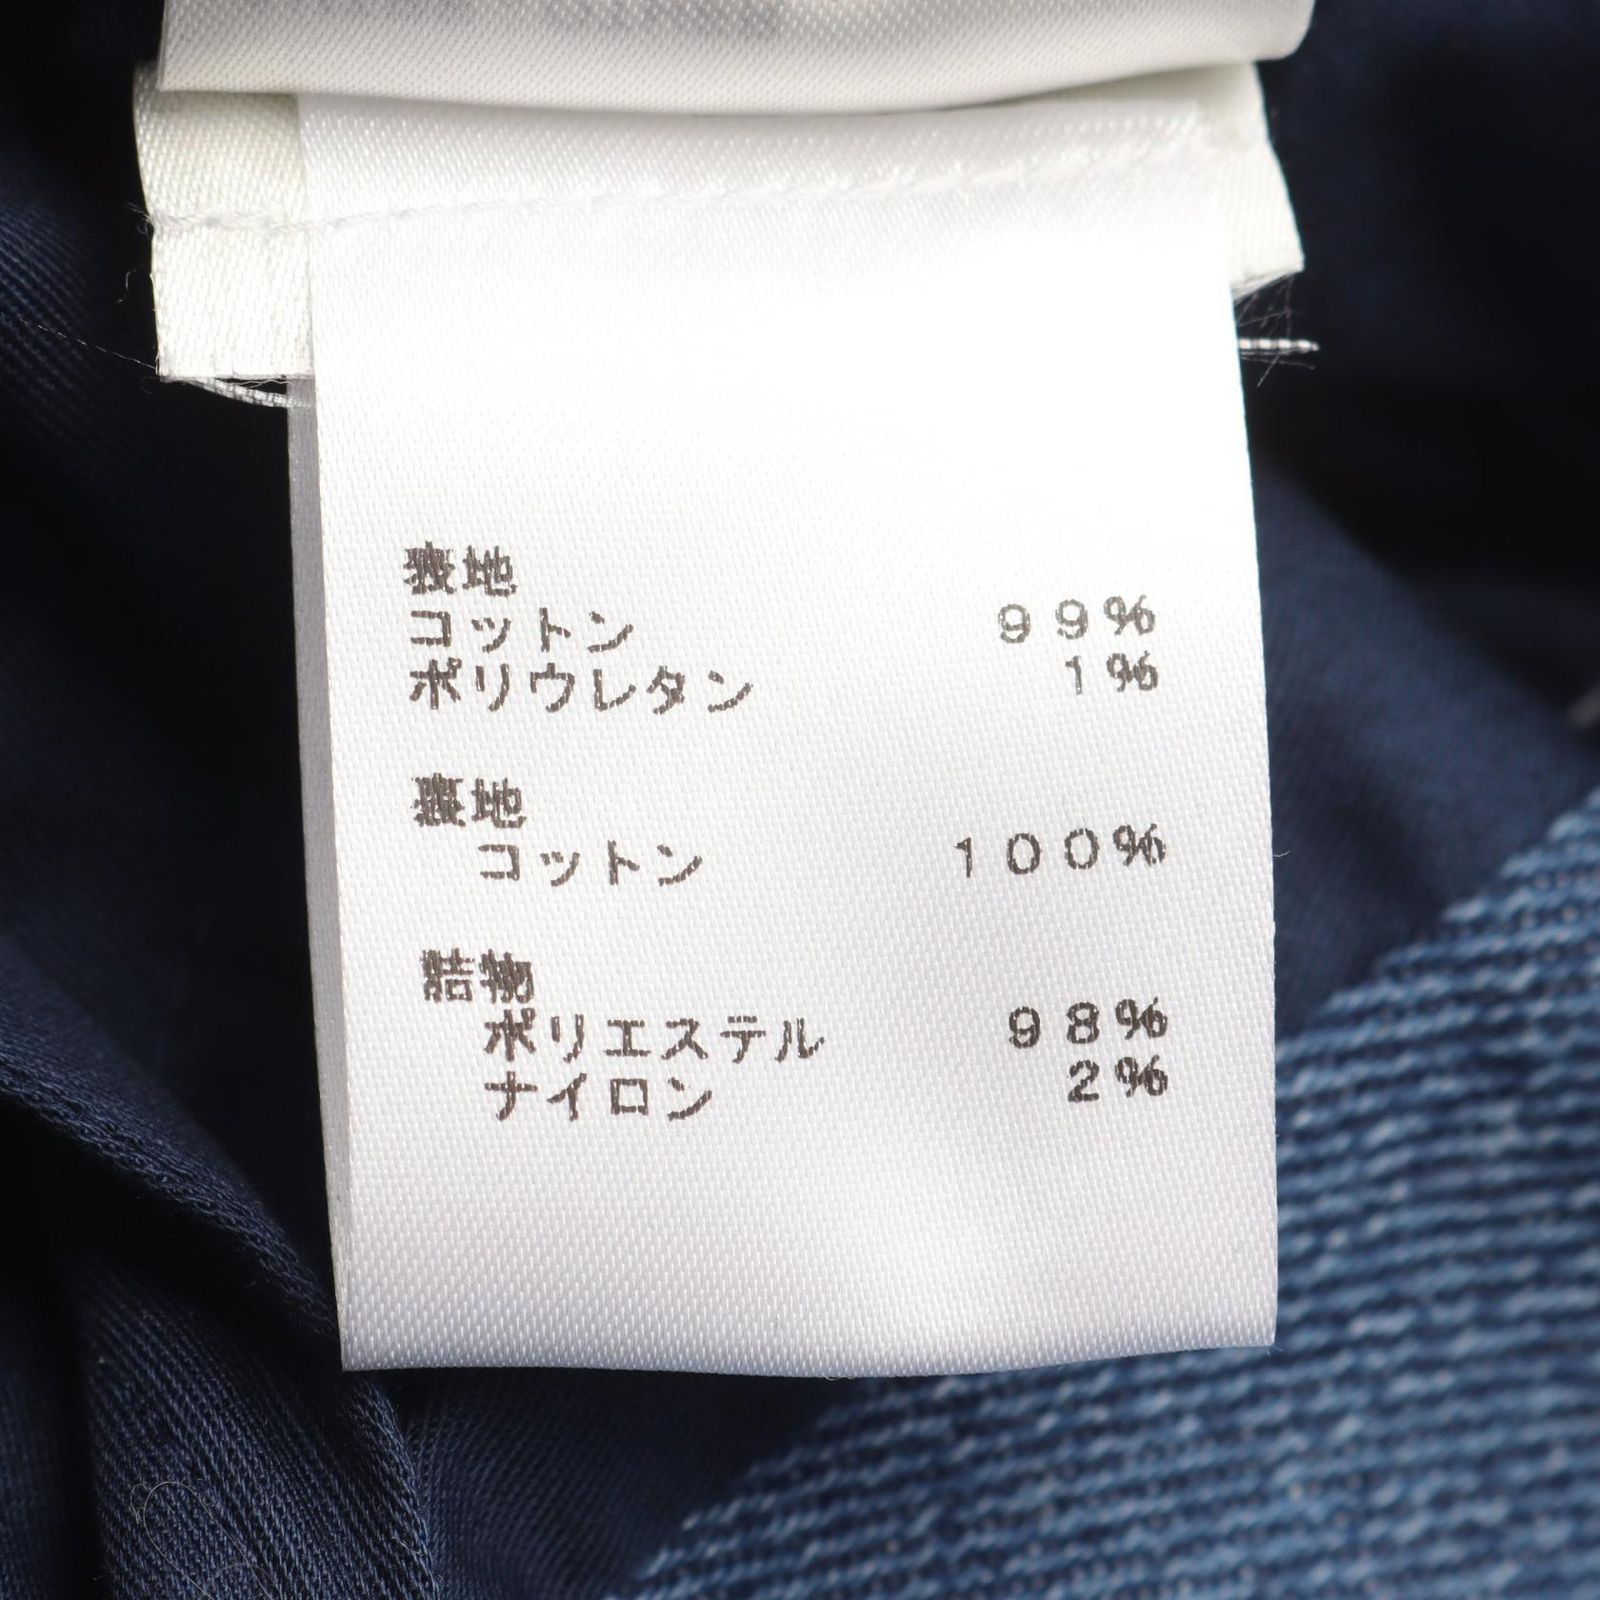 表地
コットン 99%
ポリウレタン 1%
裏地
コットン 100%
詰物
ポリエステル 98%
ナイロン 2%